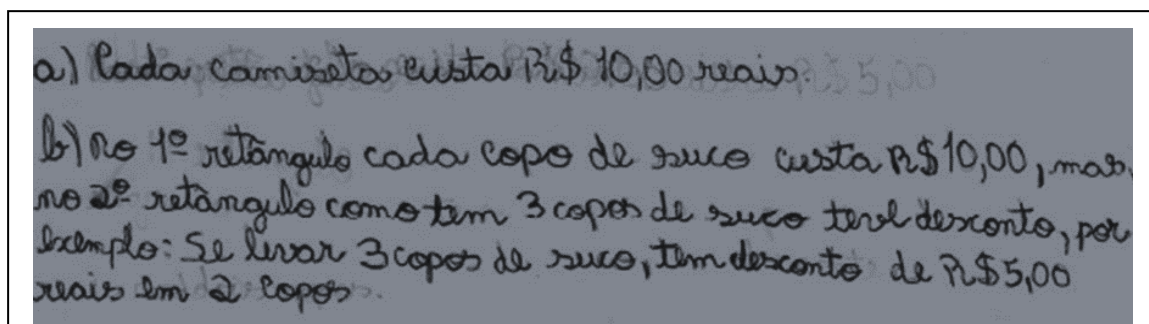 a) Cada camiseta custa R$ 10,00 reais.
b) no 1º retângulo cada copo de suco custa R$10,00, mas
no 2º retângulo como tem 3 copos de suco teve desconto, por
exemplo: Se levar 3 copos de suco, tem desconto de R$5,00
reais em 2 copos.